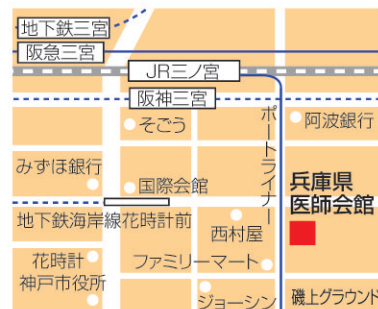 地下鉄三宮
阪急三宮
JR三ノ宮
阪神三宮
そごう
ポートライナー
阿波銀行
みずほ銀行
国際会館
兵庫県
医師会館
地下鉄海岸線花時計前
西村屋
花時計
ファミリーマート
神戸市役所
ジョーシン
磯上グラウンド